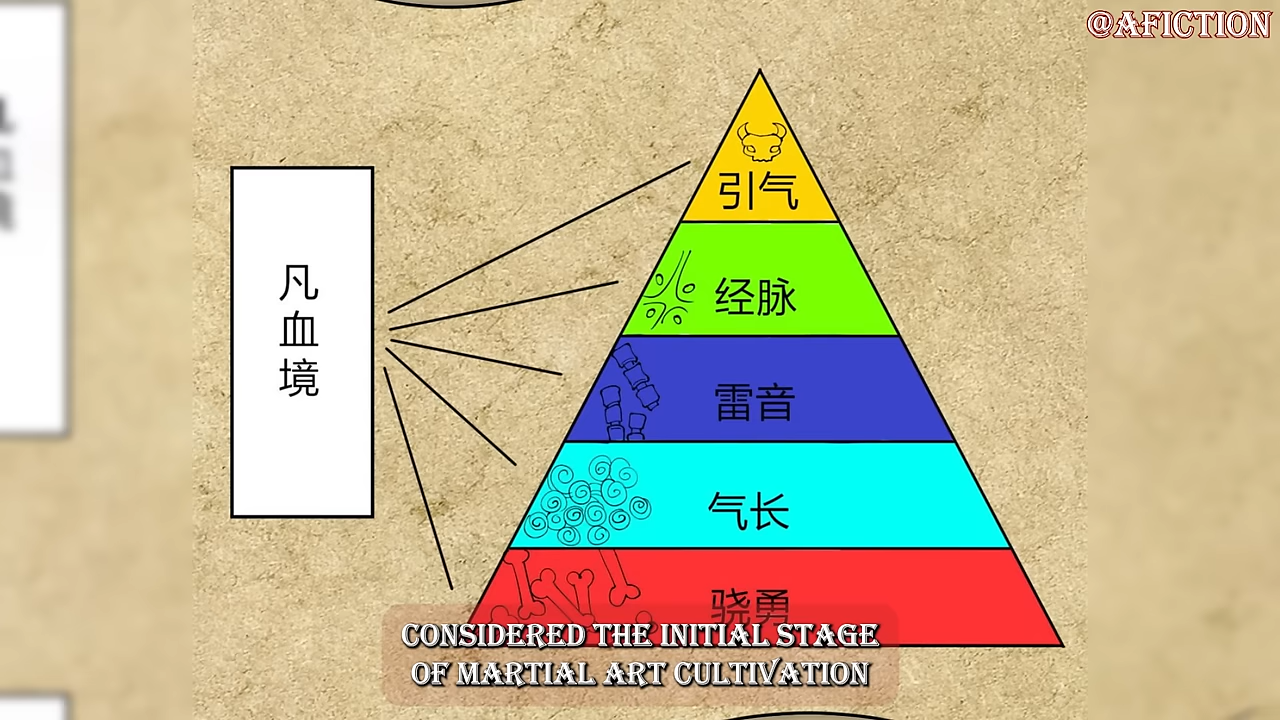 @AFICTION
凡血境
引气
经脉
雷音
气长
骁勇
CONSIDERED THE INITIAL STAGE
OF MARTIAL ART CULTIVATION